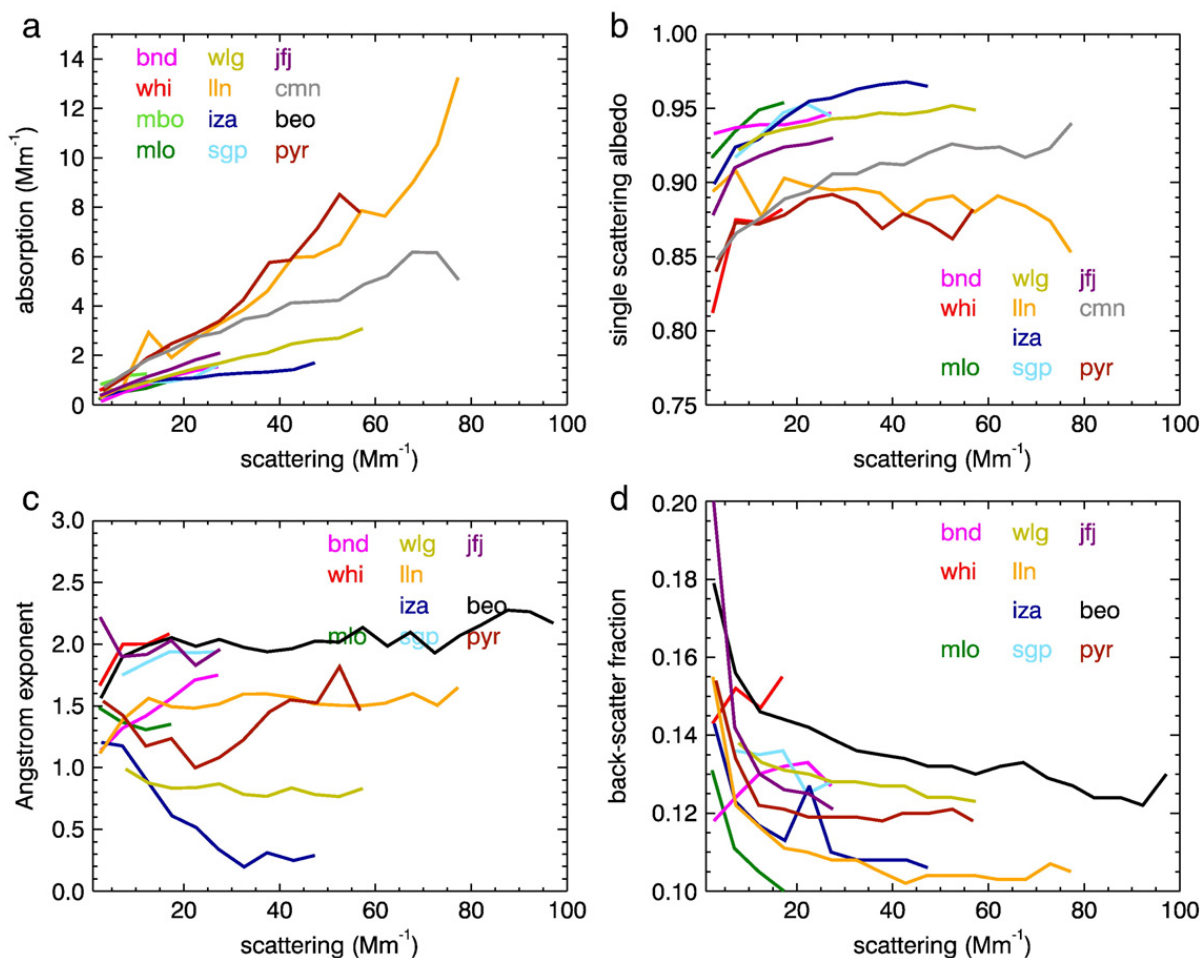 a
absorption (Mm⁻¹)
14
12
10
8
6
4
2
0
bnd wlg jfj
whi lln cmn
mbo iza beo
mlo sgp pyr
20 40 60 80 100
scattering (Mm⁻¹)
b
single scattering albedo
1.00
0.95
0.90
0.85
0.80
0.75
bnd wlg jfj
whi lln cmn
iza
mlo sgp pyr
20 40 60 80 100
scattering (Mm⁻¹)
c
Angstrom exponent
3.0
2.5
2.0
1.5
1.0
0.5
0.0
bnd wlg jfj
whi lln
iza beo
mlo sgp pyr
20 40 60 80 100
scattering (Mm⁻¹)
d
back-scatter fraction
0.20
0.18
0.16
0.14
0.12
0.10
bnd wlg jfj
whi lln
iza beo
mlo sgp pyr
20 40 60 80 100
scattering (Mm⁻¹)